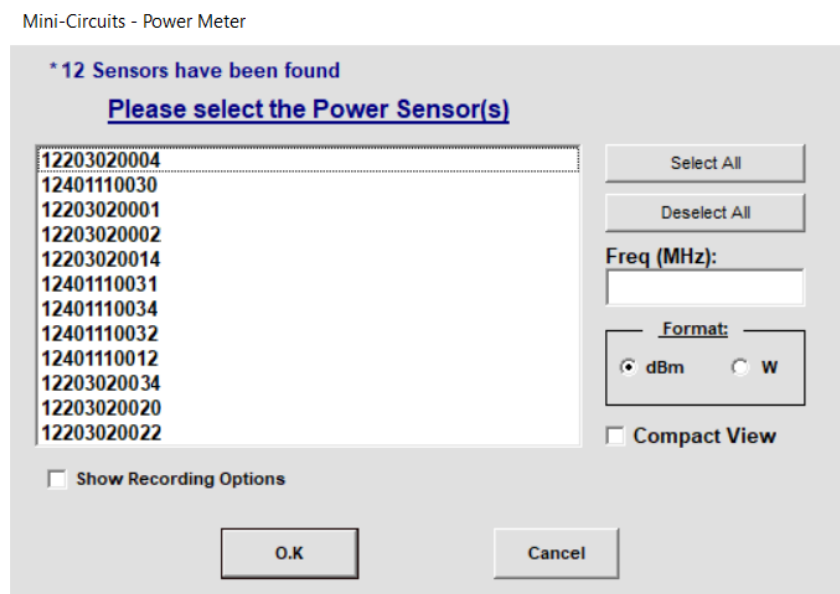 Mini-Circuits - Power Meter
*12 Sensors have been found
Please select the Power Sensor(s)
12203020004
12401110030
12203020001
12203020002
12203020014
12401110031
12401110034
12401110032
12401110012
12203020034
12203020020
12203020022
Select All
Deselect All
Freq (MHz):
Format:
dBm W
Compact View
Show Recording Options
O.K Cancel